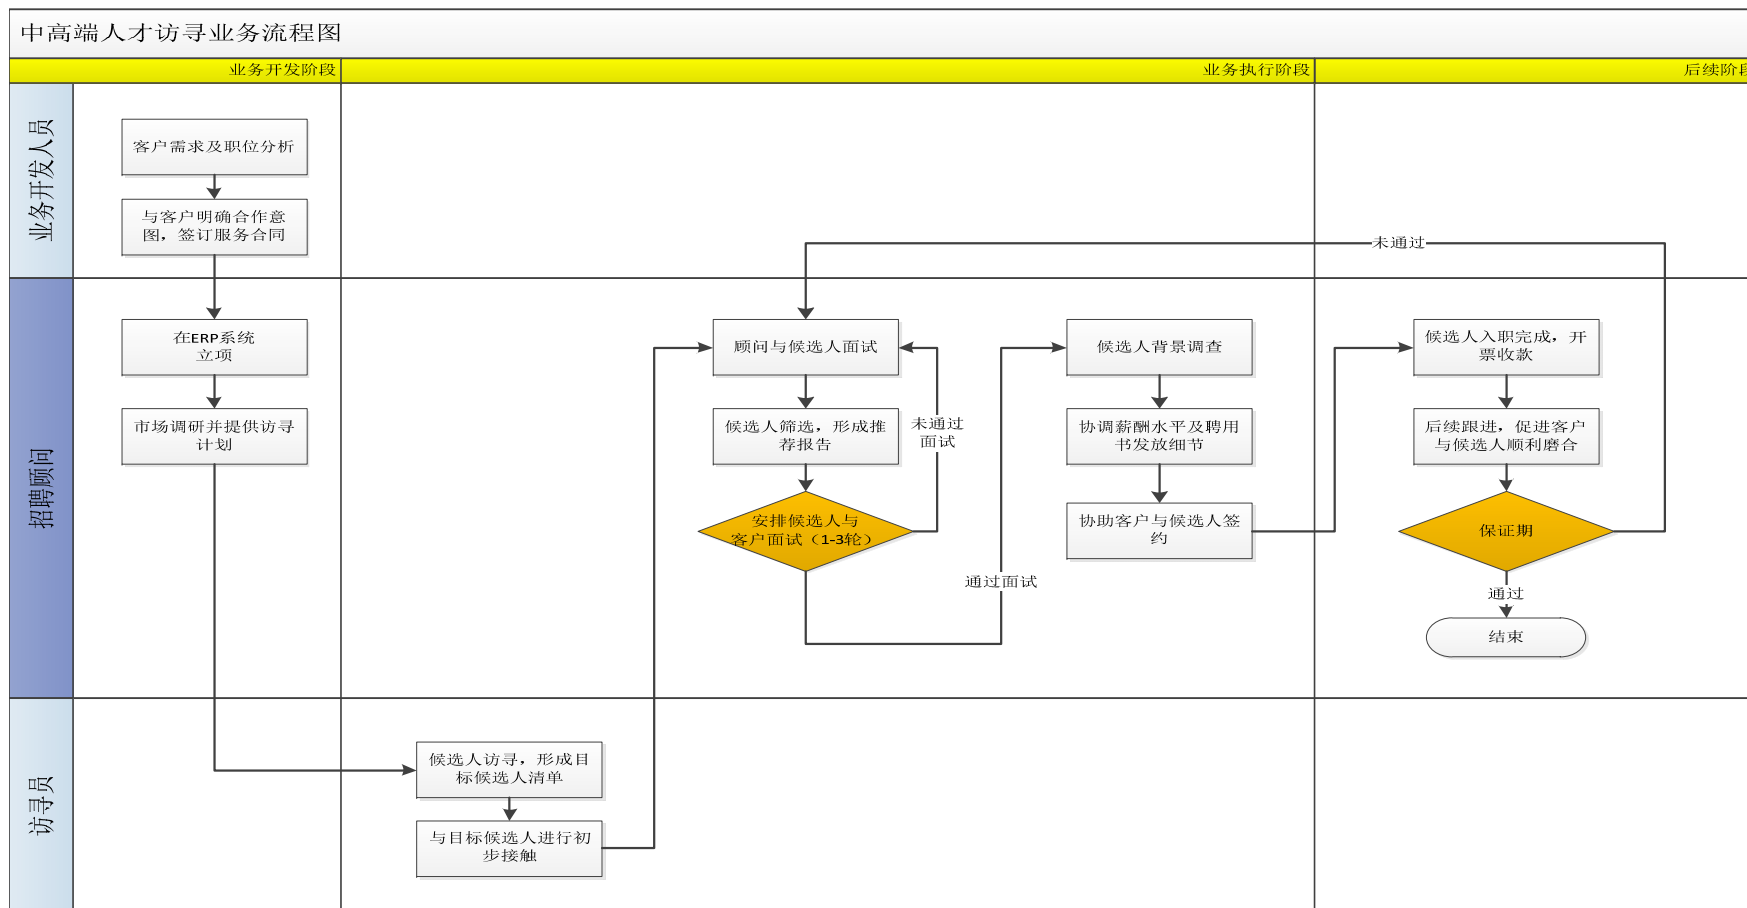 中高端人才访寻业务流程图
业务开发阶段
业务执行阶段
后续阶段
业务开发人员
客户需求及职位分析
与客户明确合作意
图，签订服务合同
未通过
招聘顾问
在ERP系统
立项
市场调研并提供访寻
计划
顾问与候选人面试
候选人筛选，形成推
荐报告
未通过
面试
安排候选人与
客户面试（1-3轮）
通过面试
候选人背景调查
协调薪酬水平及聘用
书发放细节
协助客户与候选人签
约
候选人入职完成，开
票收款
后续跟进，促进客户
与候选人顺利磨合
保证期
通过
结束
访寻员
候选人访寻，形成目
标候选人清单
与目标候选人进行初
步接触